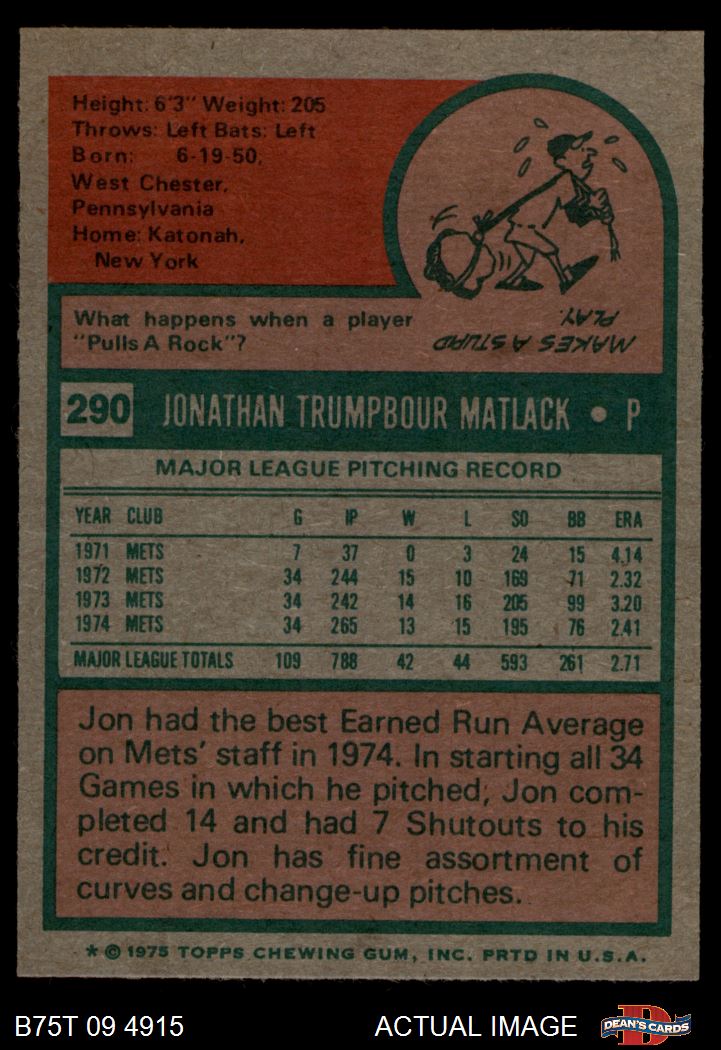 Height: 6'3" Weight: 205
Throws: Left Bats: Left
Born: 6-19-50,
West Chester,
Pennsylvania
Home: Katonah,
New York
What happens when a player
"Pulls A Rock"?
MAKES A STUPID
PLAY.
290 JONATHAN TRUMPBOUR MATLACK • P
MAJOR LEAGUE PITCHING RECORD
YEAR CLUB G IP W L SO BB ERA
1971 METS 7 37 0 3 24 15 4.14
1972 METS 34 244 15 10 169 71 2.32
1973 METS 34 242 14 16 205 99 3.20
1974 METS 34 265 13 15 195 76 2.41
MAJOR LEAGUE TOTALS 109 788 42 44 593 261 2.71
Jon had the best Earned Run Average
on Mets' staff in 1974. In starting all 34
Games in which he pitched, Jon com-
pleted 14 and had 7 Shutouts to his
credit. Jon has fine assortment of
curves and change-up pitches.
* © 1975 TOPPS CHEWING GUM, INC. PRTD IN U.S.A.
B75T 09 4915 ACTUAL IMAGE DEAN'S CARDS